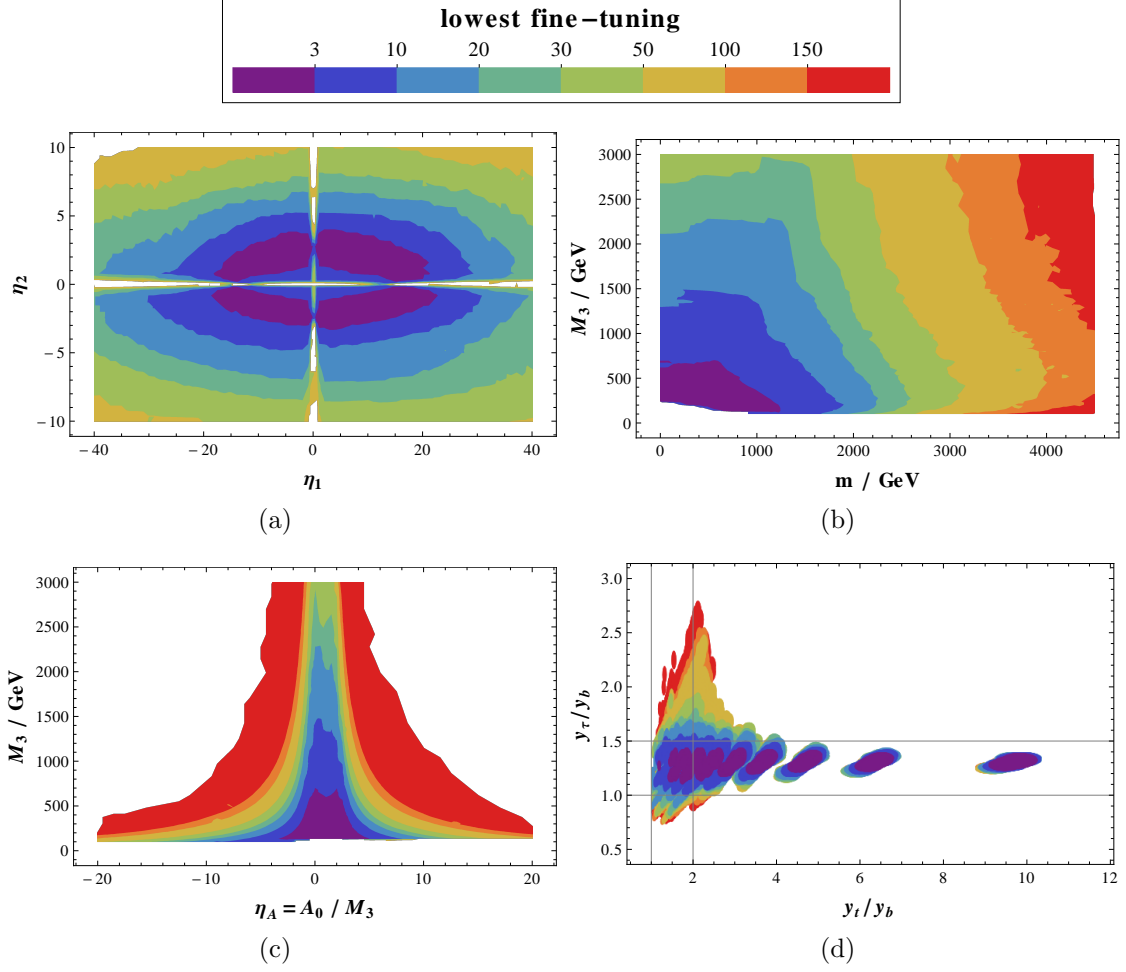 lowest fine-tuning
3 10 20 30 50 100 150
10
5
0
-5
-10
η2
-40 -20 0 20 40
η1
(a)
3000
2500
2000
1500
1000
500
0
M3 / GeV
0 1000 2000 3000 4000
m / GeV
(b)
3000
2500
2000
1500
1000
500
0
M3 / GeV
-20 -10 0 10 20
ηA = A0 / M3
(c)
3.0
2.5
2.0
1.5
1.0
0.5
yτ/yb
2 4 6 8 10 12
yt/yb
(d)